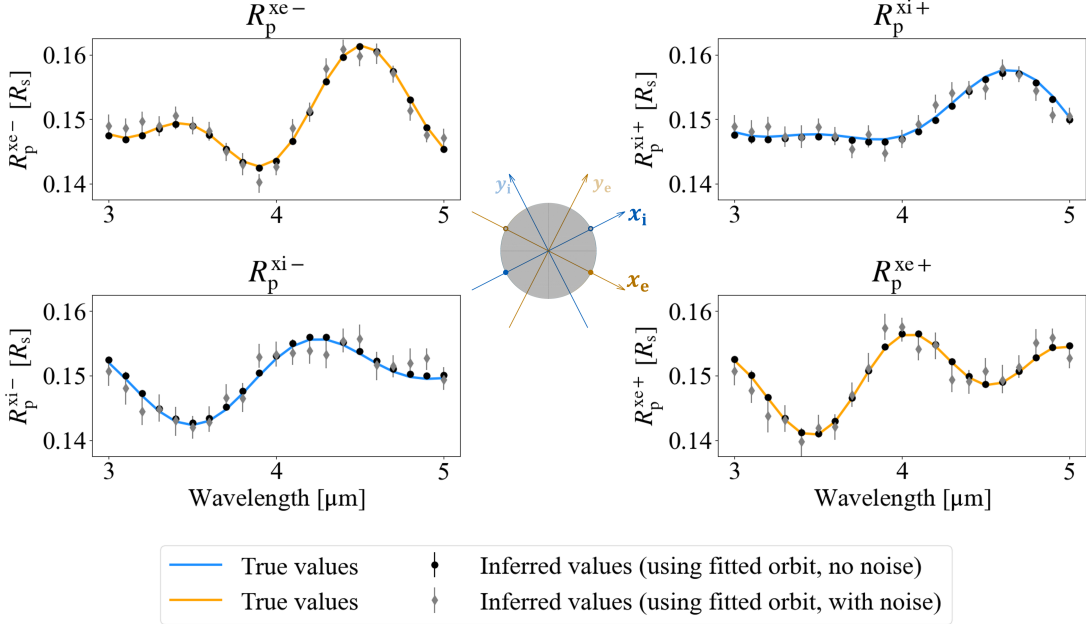 R_p^{xe−}
R_p^{xi+}
R_p^{xe−} [R_s]
0.16
0.15
0.14
3
4
5
R_p^{xi+} [R_s]
0.16
0.15
0.14
3
4
5
y_i
y_e
x_i
x_e
R_p^{xi−}
R_p^{xe+}
R_p^{xi−} [R_s]
0.16
0.15
0.14
3
4
5
Wavelength [μm]
R_p^{xe+} [R_s]
0.16
0.15
0.14
3
4
5
Wavelength [μm]
True values
Inferred values (using fitted orbit, no noise)
True values
Inferred values (using fitted orbit, with noise)